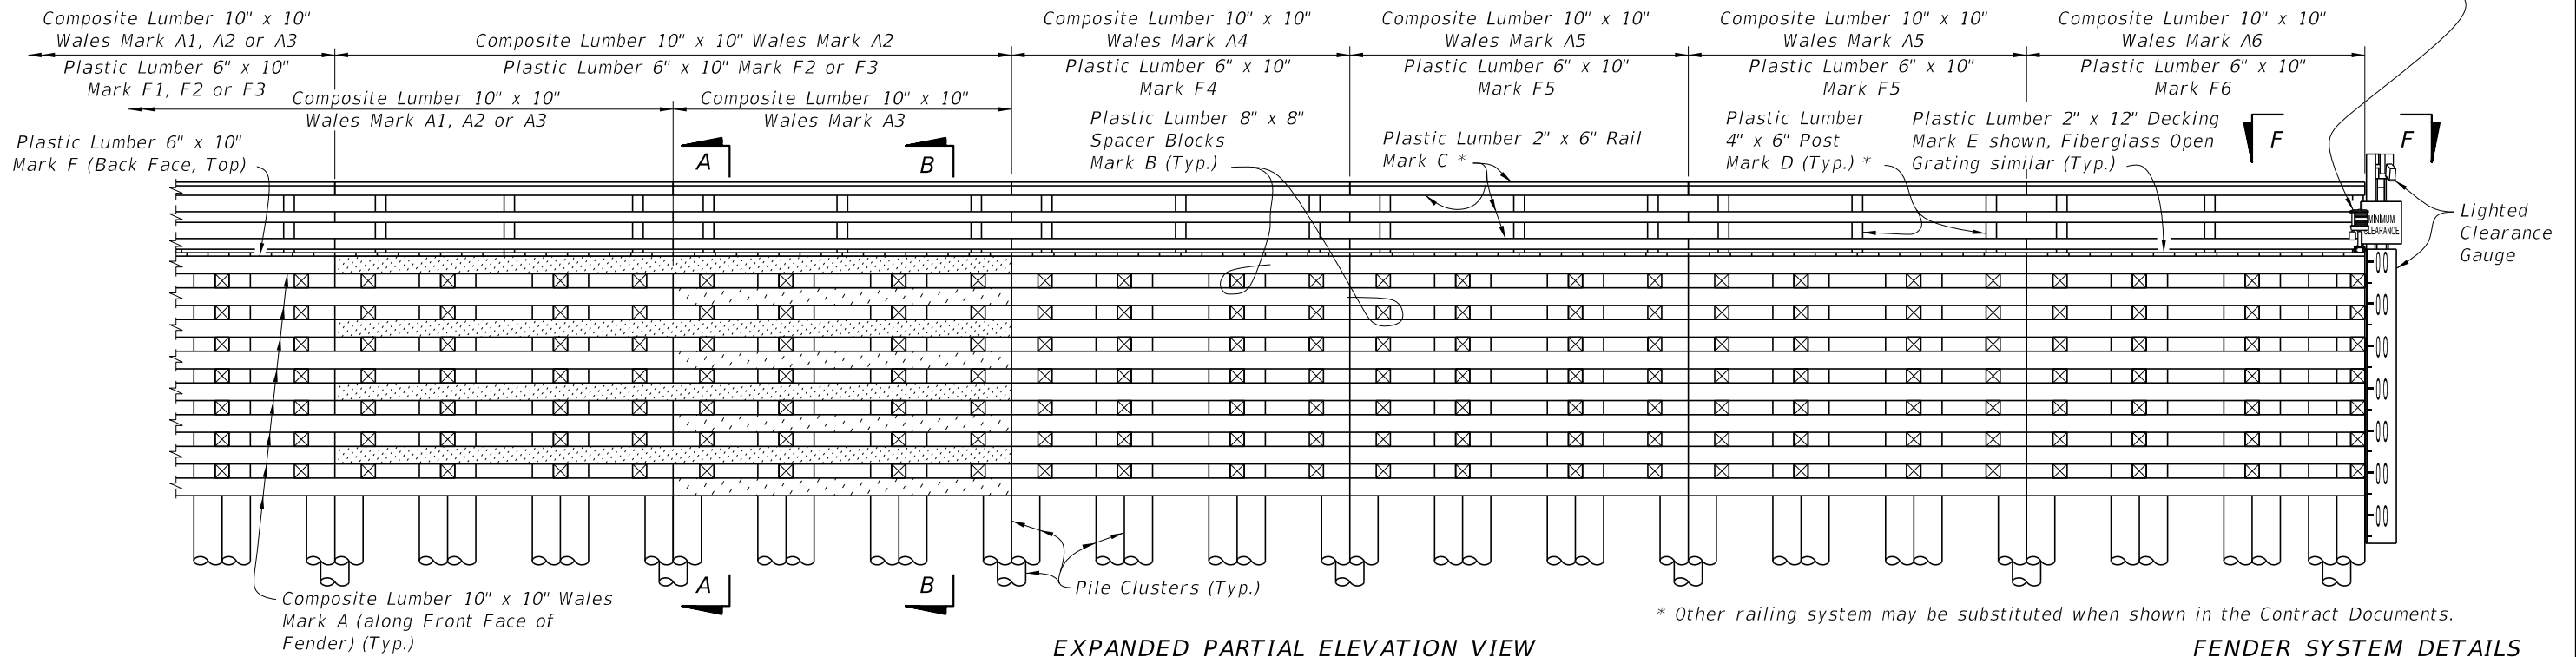 Composite Lumber 10" x 10"
Wales Mark A1, A2 or A3
Plastic Lumber 6" x 10"
Mark F1, F2 or F3
Composite Lumber 10" x 10" Wales Mark A2
Plastic Lumber 6" x 10" Mark F2 or F3
Composite Lumber 10" x 10"
Wales Mark A4
Plastic Lumber 6" x 10"
Mark F4
Composite Lumber 10" x 10"
Wales Mark A5
Plastic Lumber 6" x 10"
Mark F5
Composite Lumber 10" x 10"
Wales Mark A5
Plastic Lumber 6" x 10"
Mark F5
Composite Lumber 10" x 10"
Wales Mark A6
Plastic Lumber 6" x 10"
Mark F6
Composite Lumber 10" x 10"
Wales Mark A1, A2 or A3
Composite Lumber 10" x 10"
Wales Mark A3
Plastic Lumber 6" x 10"
Mark F (Back Face, Top)
A
B
Plastic Lumber 8" x 8"
Spacer Blocks
Mark B (Typ.)
Plastic Lumber 2" x 6" Rail
Mark C *
Plastic Lumber
4" x 6" Post
Mark D (Typ.) *
Plastic Lumber 2" x 12" Decking
Mark E shown, Fiberglass Open
Grating similar (Typ.)
F
F
MINIMUM
CLEARANCE
Lighted
Clearance
Gauge
A
B
Pile Clusters (Typ.)
Composite Lumber 10" x 10" Wales
Mark A (along Front Face of
Fender) (Typ.)
* Other railing system may be substituted when shown in the Contract Documents.
EXPANDED PARTIAL ELEVATION VIEW
FENDER SYSTEM DETAILS